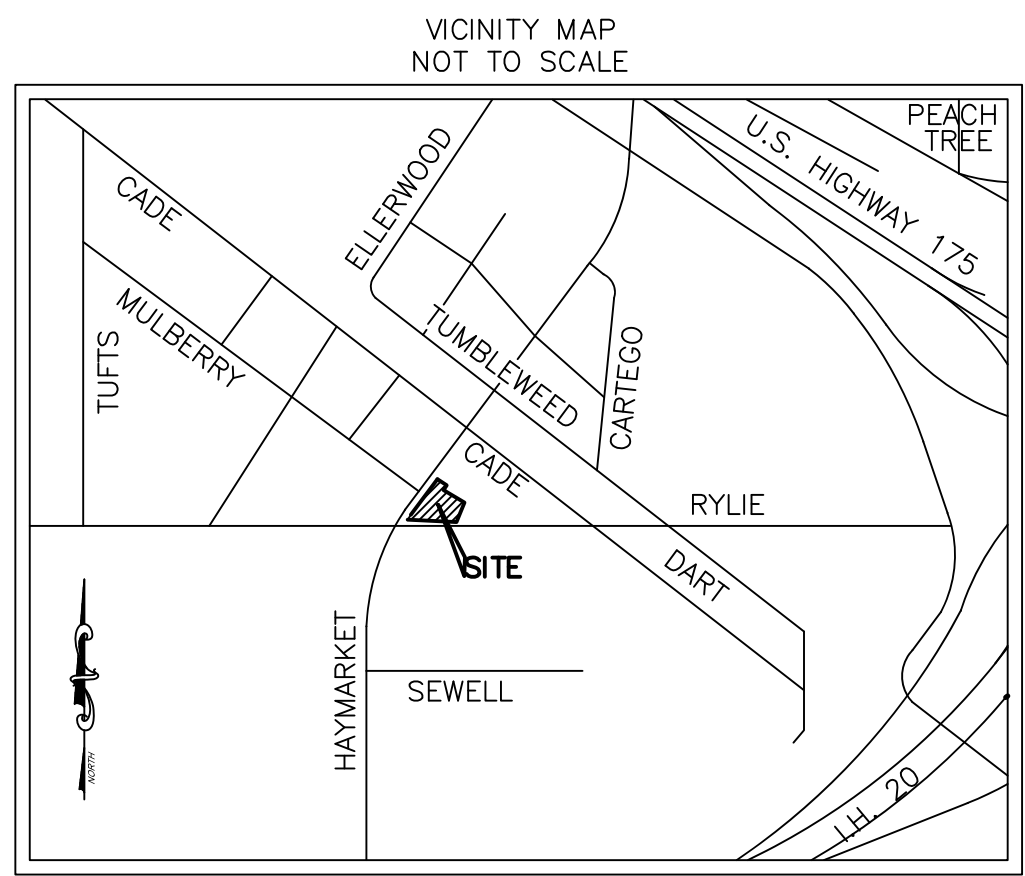 VICINITY MAP
NOT TO SCALE
PEACH
TREE
U.S. HIGHWAY 175
ELLERWOOD
CADE
MULBERRY
TUFTS
TUMBLEWEED
CARTEGO
CADE
RYLIE
SITE
DART
HAYMARKET
SEWELL
NORTH
I.H. 20